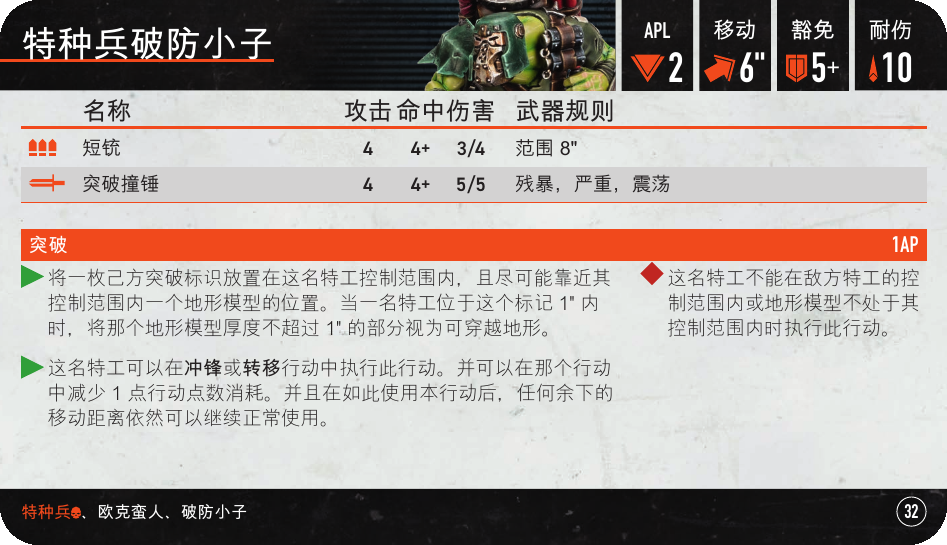 特种兵破防小子
APL 移动 豁免 耐伤
2 6" 5+ 10
名称 攻击 命中 伤害 武器规则
短铳 4 4+ 3/4 范围 8"
突破撞锤 4 4+ 5/5 残暴，严重，震荡
突破 1AP
将一枚己方突破标识放置在这名特工控制范围内，且尽可能靠近其
控制范围内一个地形模型的位置。当一名特工位于这个标记 1" 内
时，将那个地形模型厚度不超过 1" 的部分视为可穿越地形。
这名特工可以在冲锋或转移行动中执行此行动。并可以在那个行动
中减少 1 点行动点数消耗。并且在如此使用本行动后，任何余下的
移动距离依然可以继续正常使用。
这名特工不能在敌方特工的控
制范围内或地形模型不处于其
控制范围内时执行此行动。
特种兵、欧克蛮人、破防小子
32